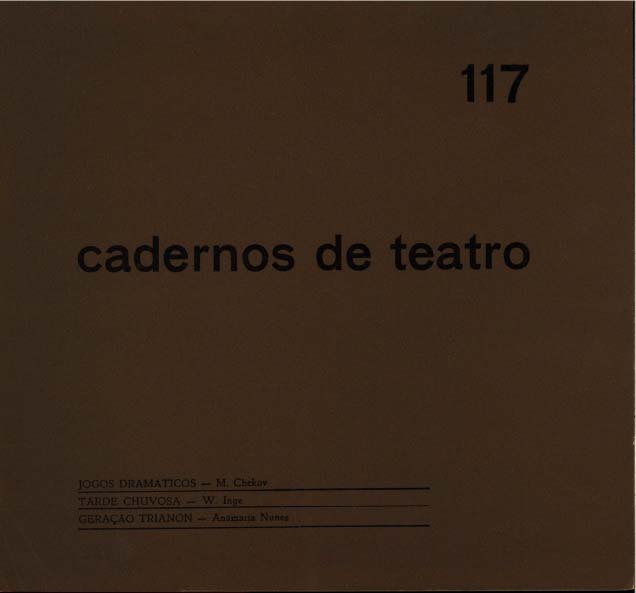 117
cadernos de teatro
JOGOS DRAMATICOS — M. Chekov
TARDE CHUVOSA — W. Inge
GERAÇÃO TRIANON — Anamaria Nunes